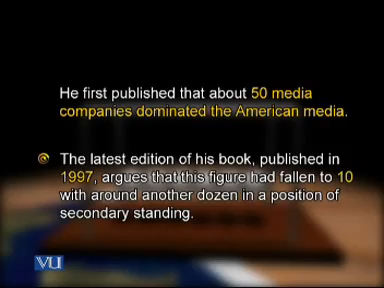 He first published that about 50 media
companies dominated the American media.
The latest edition of his book, published in
1997, argues that this figure had fallen to 10
with around another dozen in a position of
secondary standing.
VU